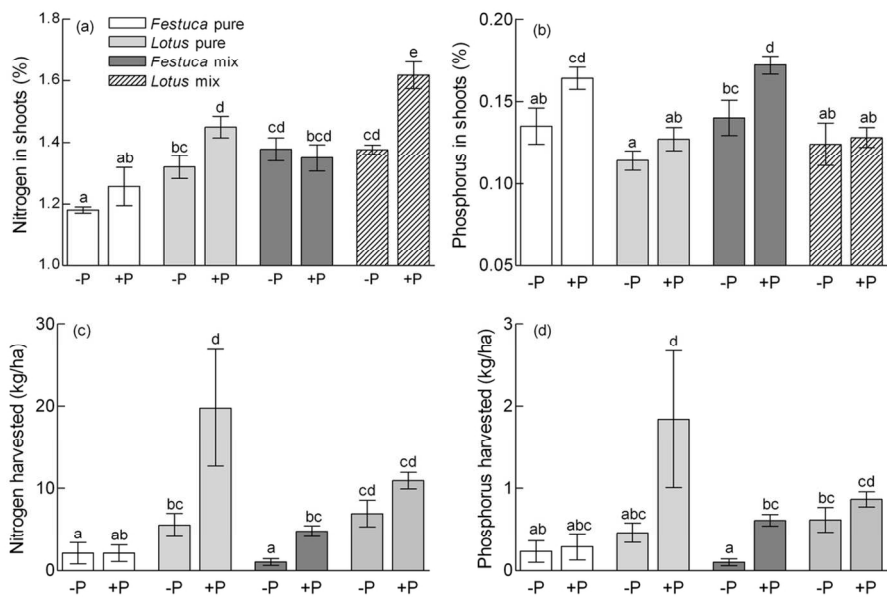 (a)
Festuca pure
Lotus pure
Festuca mix
Lotus mix
Nitrogen in shoots (%)
1.8
1.6
1.4
1.2
1.0
a
ab
bc
d
cd
bcd
cd
e
-P +P -P +P -P +P -P +P
(b)
Phosphorus in shoots (%)
0.20
0.15
0.10
0.05
ab
cd
a
ab
bc
d
ab
ab
-P +P -P +P -P +P -P +P
(c)
Nitrogen harvested (kg/ha)
30
20
10
0
a
ab
bc
d
a
bc
cd
cd
-P +P -P +P -P +P -P +P
(d)
Phosphorus harvested (kg/ha)
3
2
1
0
ab
abc
abc
d
a
bc
bc
cd
-P +P -P +P -P +P -P +P